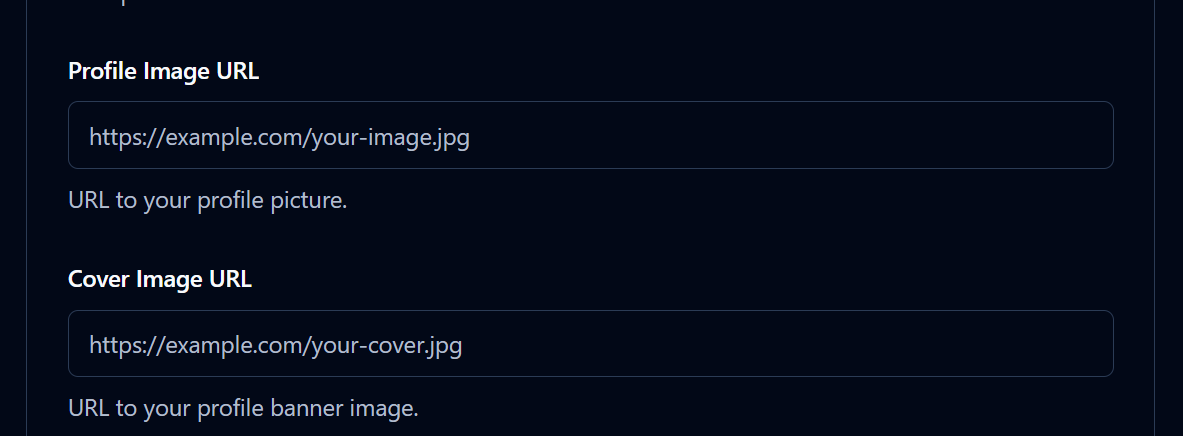 Profile Image URL
https://example.com/your-image.jpg
URL to your profile picture.
Cover Image URL
https://example.com/your-cover.jpg
URL to your profile banner image.